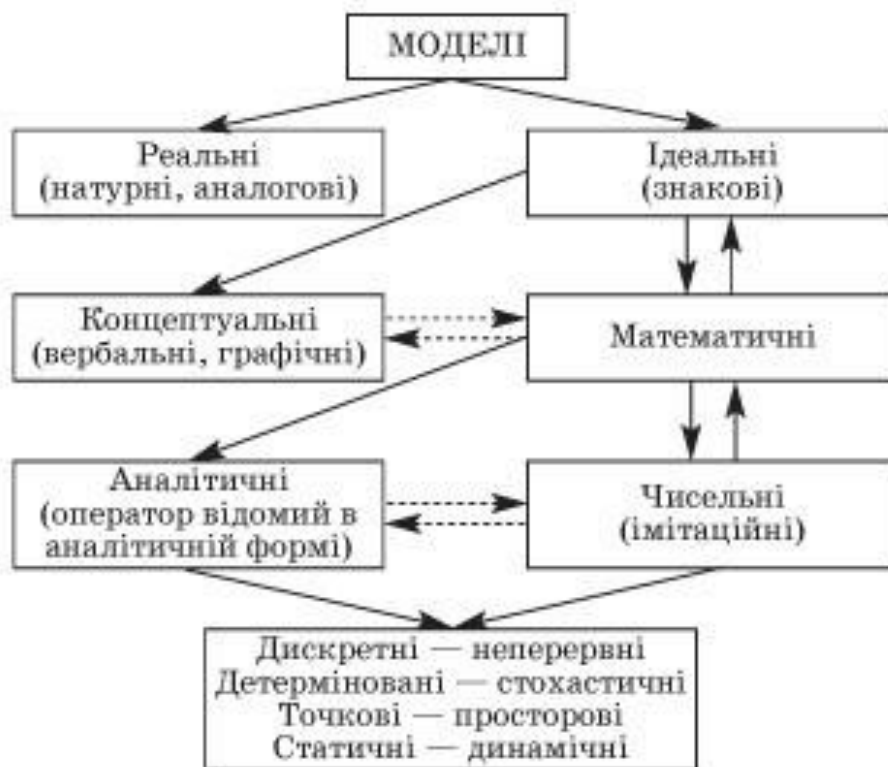 МОДЕЛІ
Реальні
(натурні, аналогові)
Ідеальні
(знакові)
Концептуальні
(вербальні, графічні)
Математичні
Аналітичні
(оператор відомий в
аналітичній формі)
Чисельні
(імітаційні)
Дискретні — неперервні
Детерміновані — стохастичні
Точкові — просторові
Статичні — динамічні